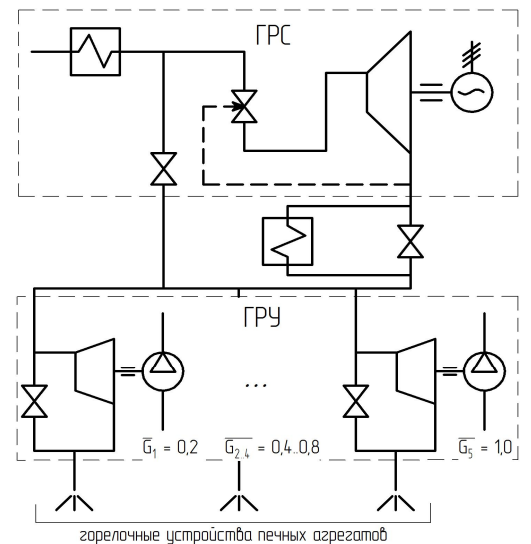 ГРС
ГРУ
...
G̅₁ = 0,2
G̅₂.₄ = 0,4..0,8
G̅₅ = 1,0
горелочные устройства печных агрегатов